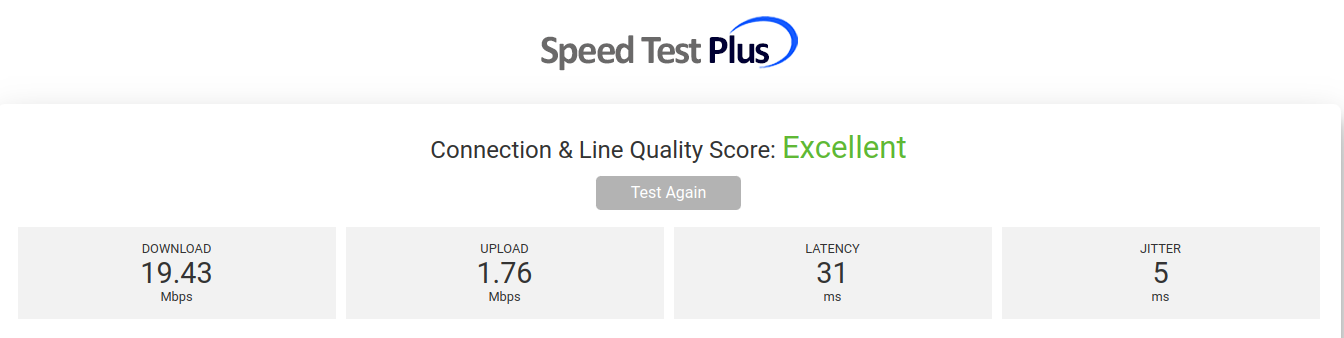 Speed Test Plus
Connection & Line Quality Score: Excellent
Test Again
DOWNLOAD
19.43
Mbps
UPLOAD
1.76
Mbps
LATENCY
31
ms
JITTER
5
ms